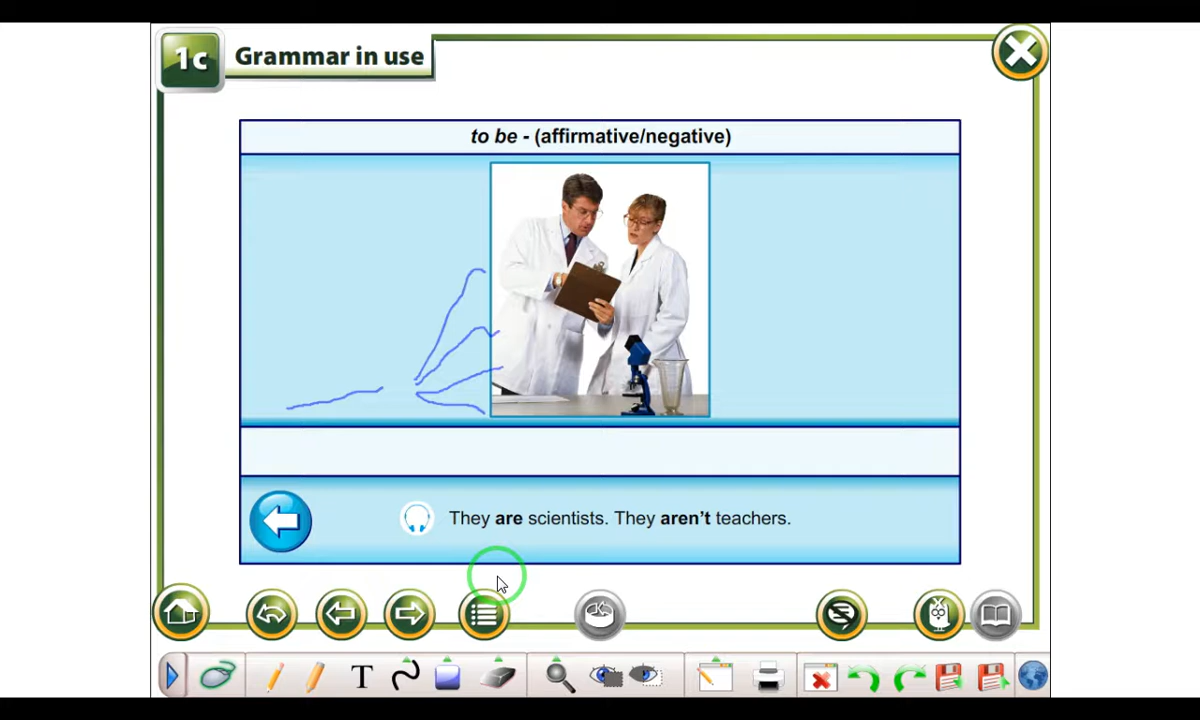 1c
Grammar in use
to be - (affirmative/negative)
They are scientists. They aren't teachers.
T